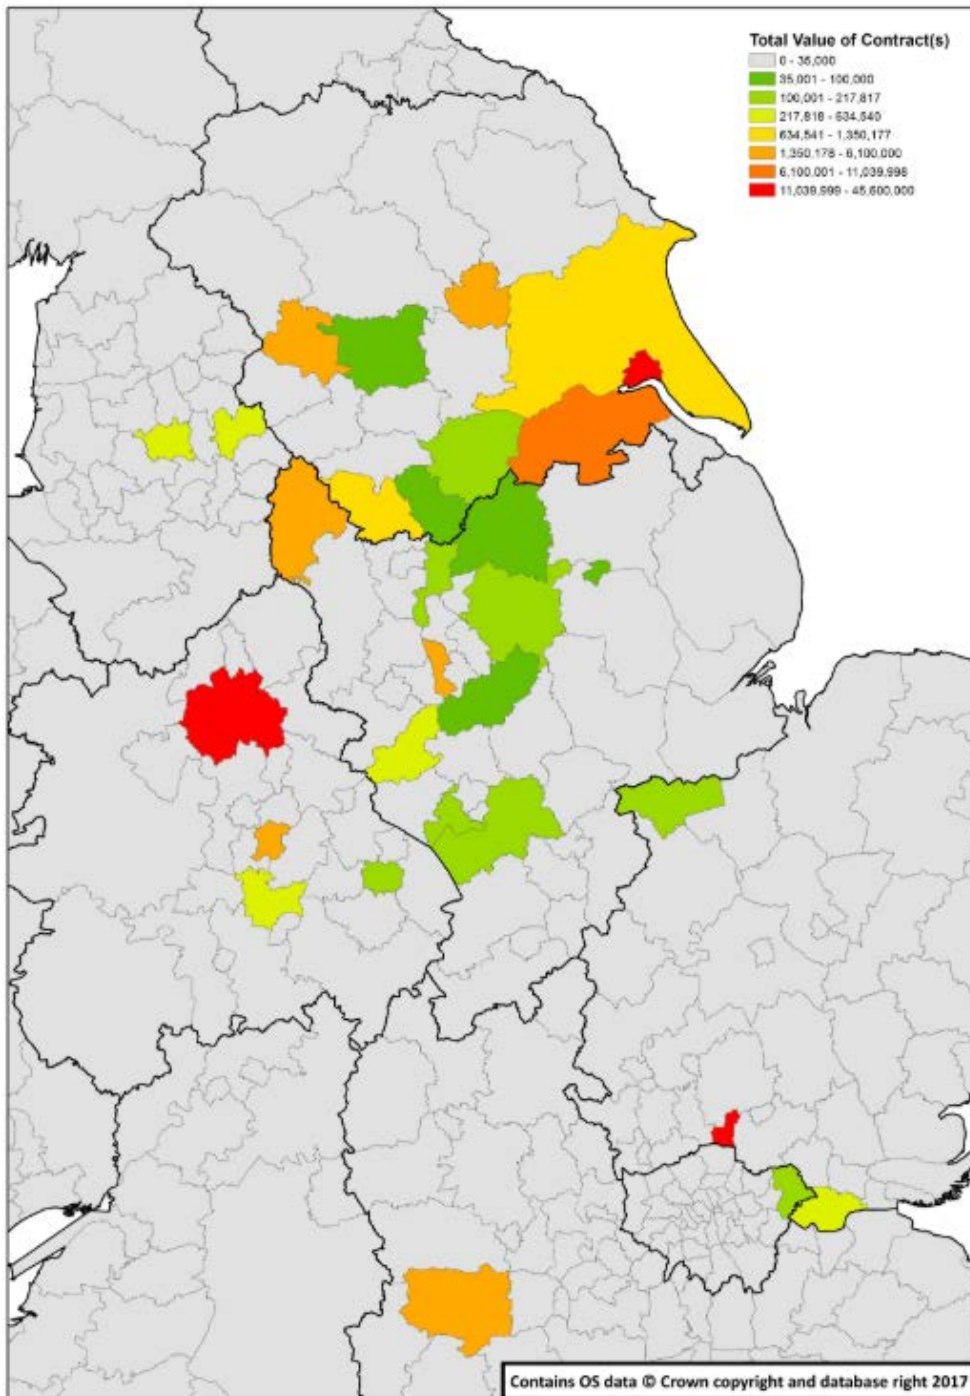 Total Value of Contract(s)
0 - 35,000
35,001 - 100,000
100,001 - 217,817
217,818 - 634,540
634,541 - 1,350,177
1,350,178 - 6,100,000
6,100,001 - 11,039,998
11,039,999 - 45,600,000
Contains OS data © Crown copyright and database right 2017